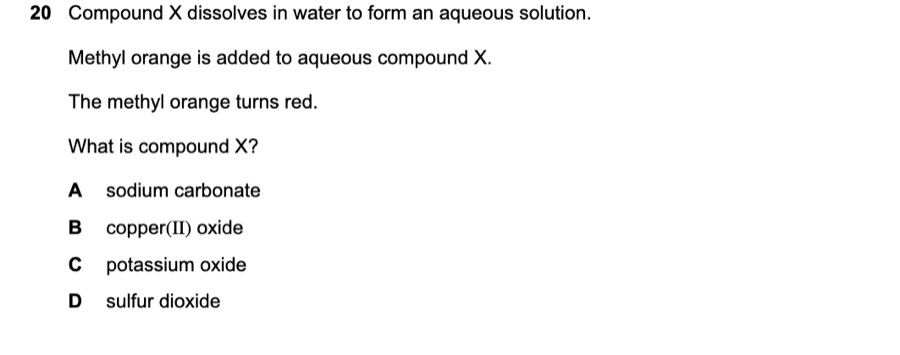 20 Compound X dissolves in water to form an aqueous solution.
Methyl orange is added to aqueous compound X.
The methyl orange turns red.
What is compound X?
A sodium carbonate
B copper(II) oxide
C potassium oxide
D sulfur dioxide